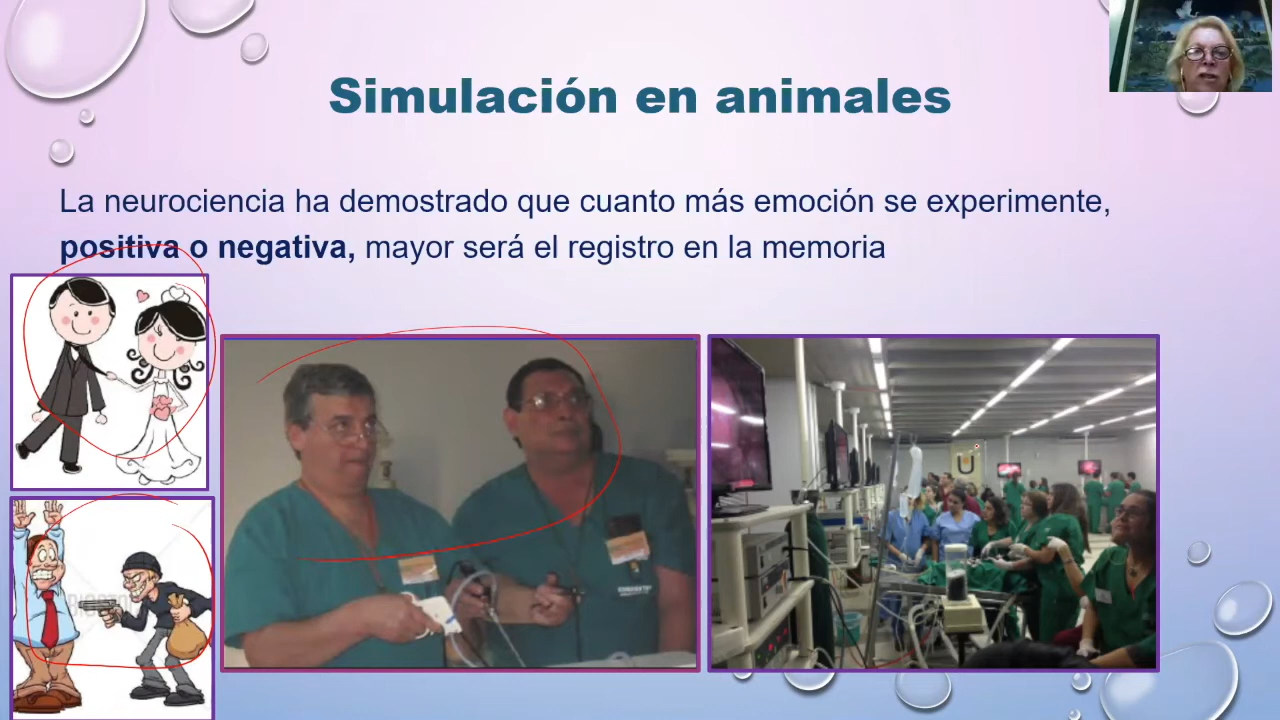 Simulación en animales
La neurociencia ha demostrado que cuanto más emoción se experimente,
positiva o negativa, mayor será el registro en la memoria
U